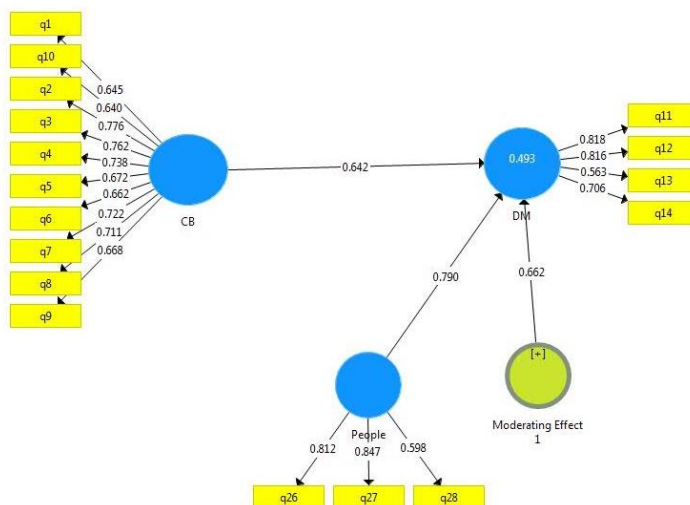 q1
q10
q2
q3
q4
q5
q6
q7
q8
q9
0.645
0.640
0.776
0.762
0.738
0.672
0.662
0.722
0.711
0.668
CB
0.642
0.493
DM
0.818
0.816
0.563
0.706
q11
q12
q13
q14
0.790
0.662
[+]
Moderating Effect
1
People
0.812
0.847
0.598
q26
q27
q28